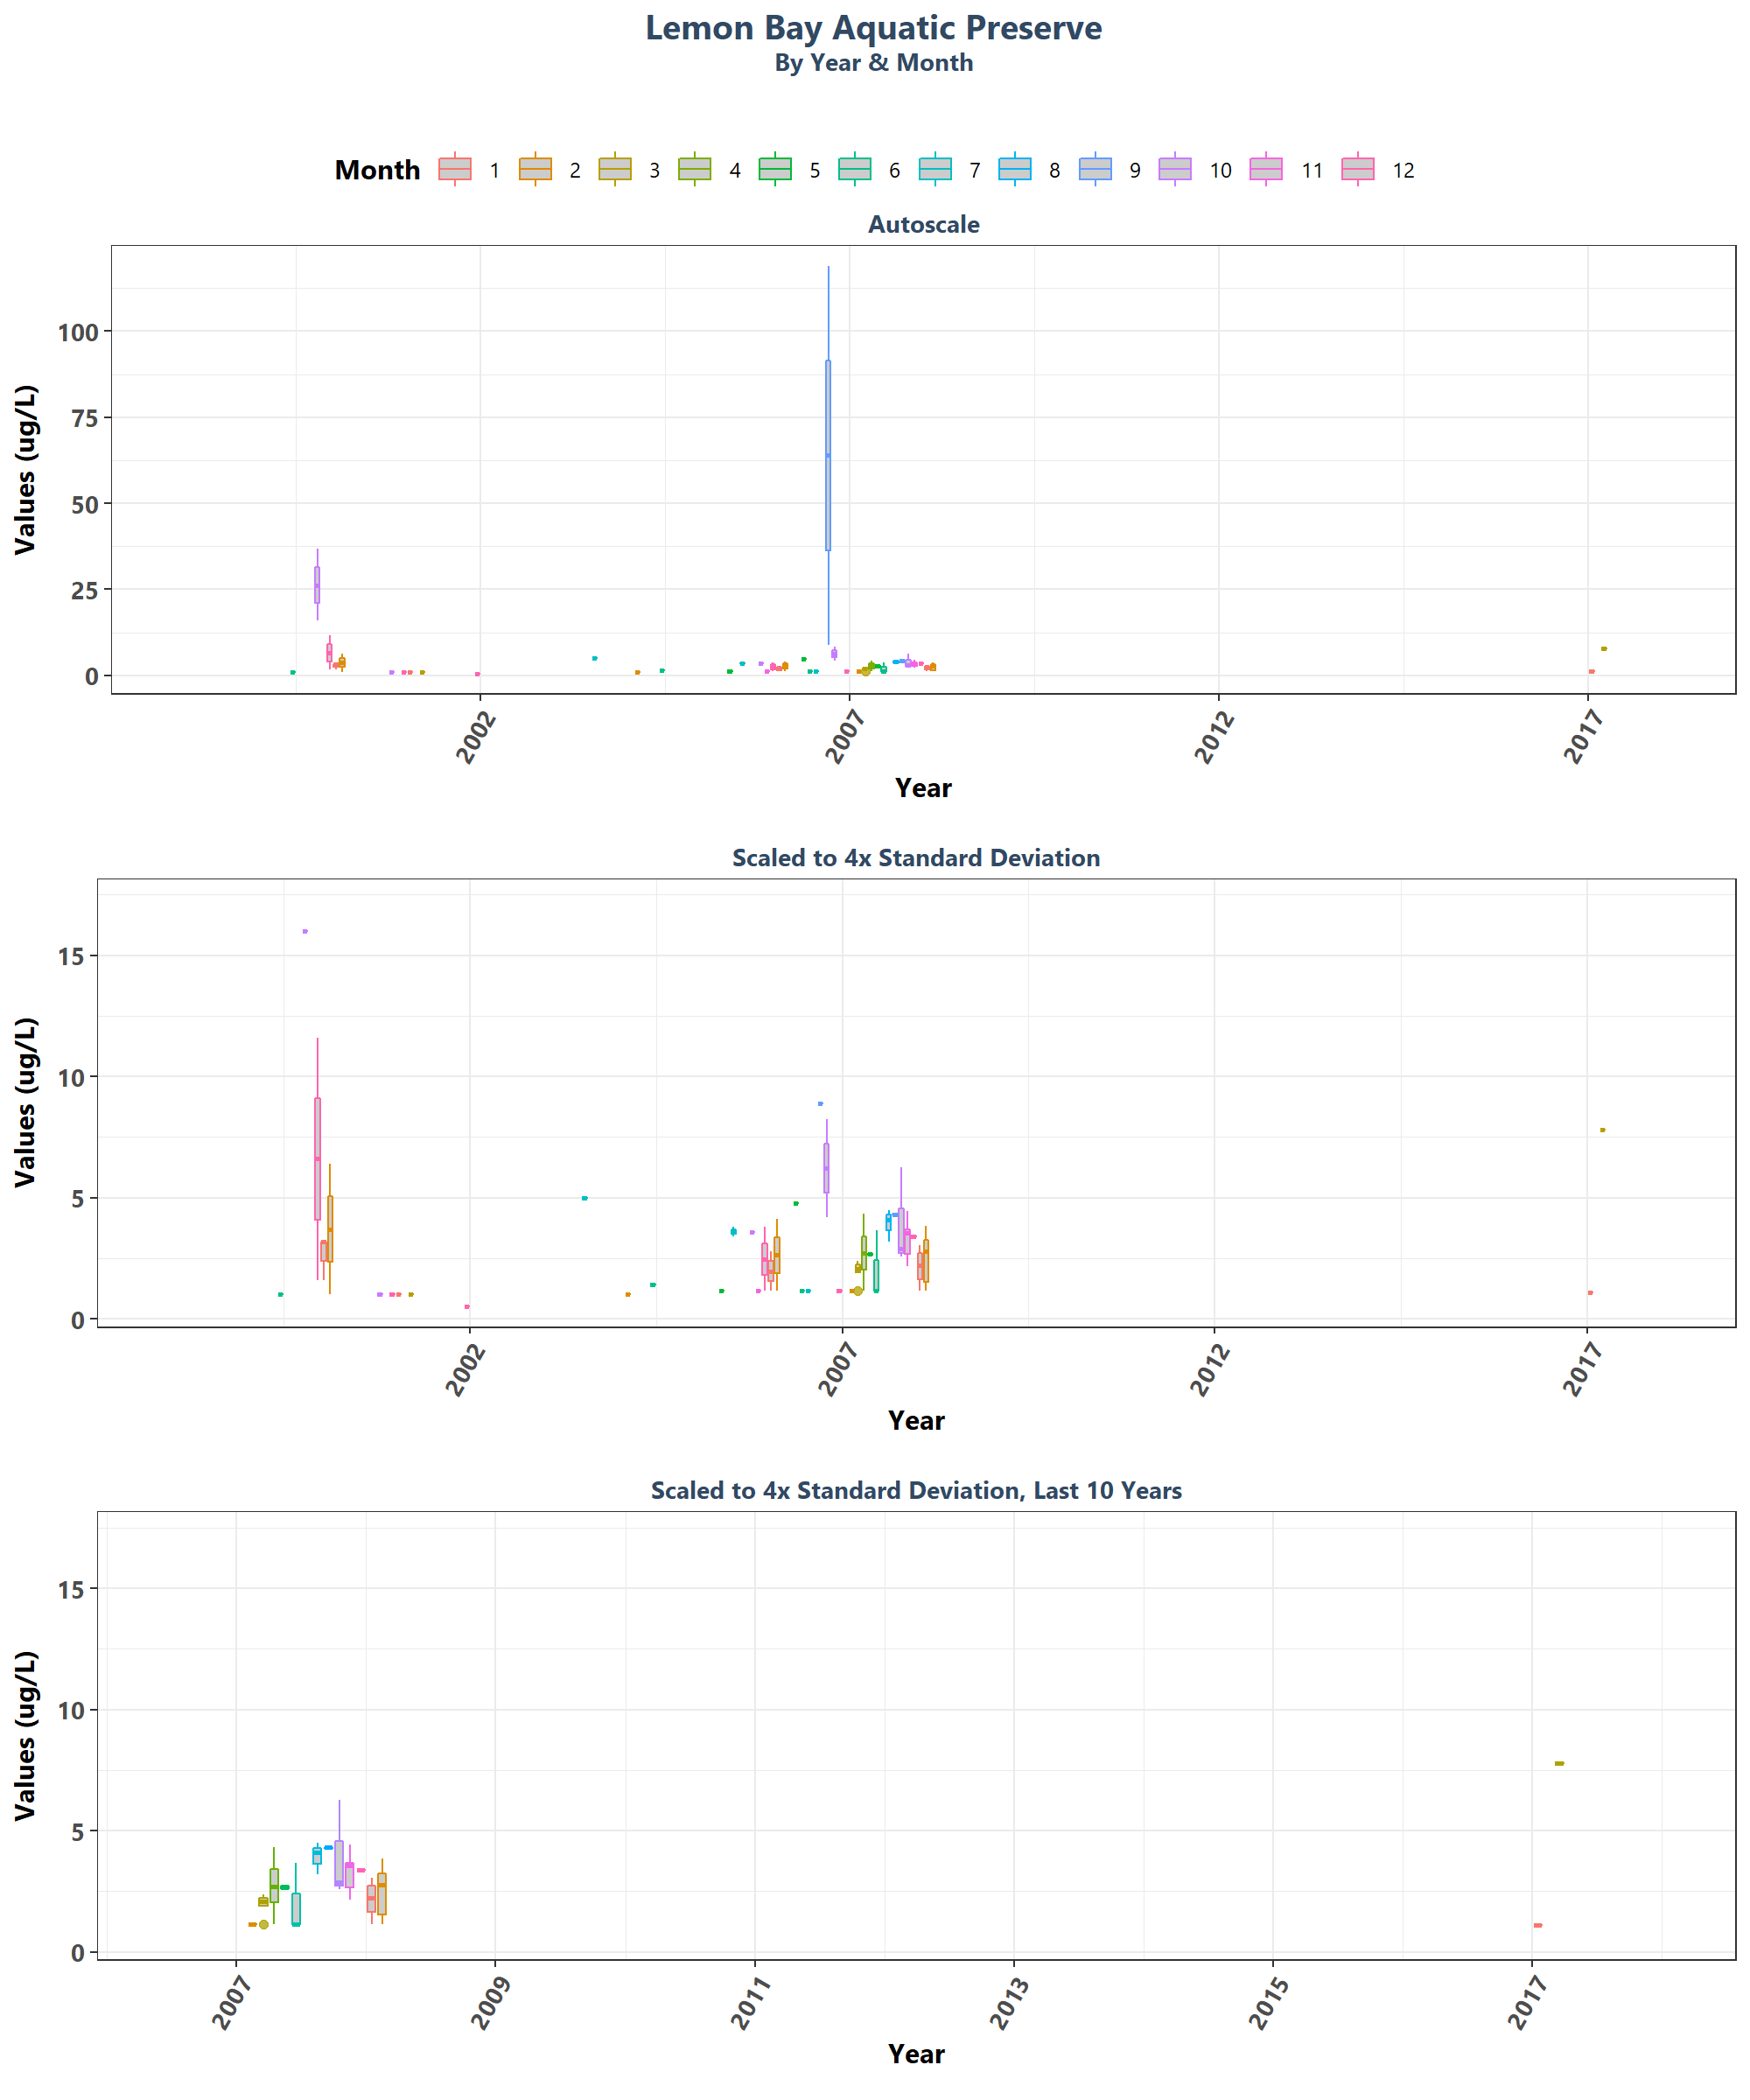 Lemon Bay Aquatic Preserve
By Year & Month
Month 1 2 3 4 5 6 7 8 9 10 11 12
Autoscale
Values (ug/L)
100
75
50
25
0
2002 2007 2012 2017
Year
Scaled to 4x Standard Deviation
Values (ug/L)
15
10
5
0
2002 2007 2012 2017
Year
Scaled to 4x Standard Deviation, Last 10 Years
Values (ug/L)
15
10
5
0
2007 2009 2011 2013 2015 2017
Year